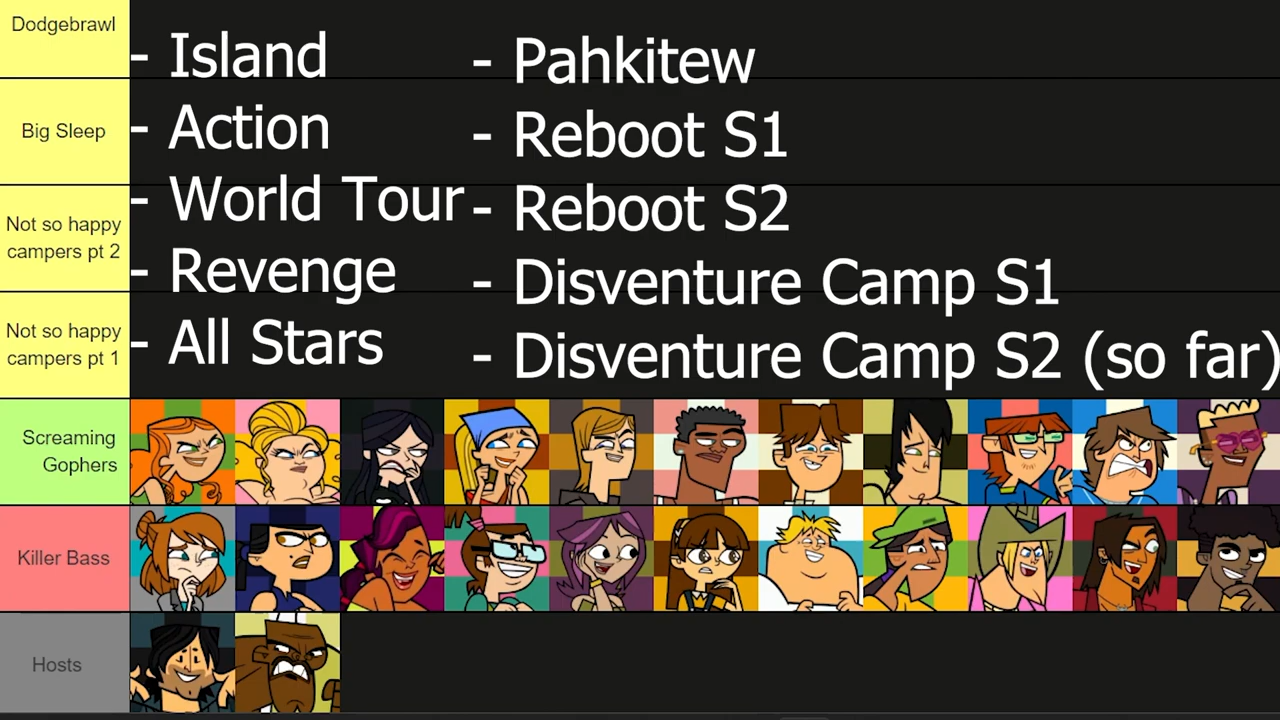 Dodgebrawl
Big Sleep
Not so happy
campers pt 2
Not so happy
campers pt 1
Screaming
Gophers
Killer Bass
Hosts
- Island
- Action
- World Tour
- Revenge
- All Stars
- Pahkitew
- Reboot S1
- Reboot S2
- Disventure Camp S1
- Disventure Camp S2 (so far)